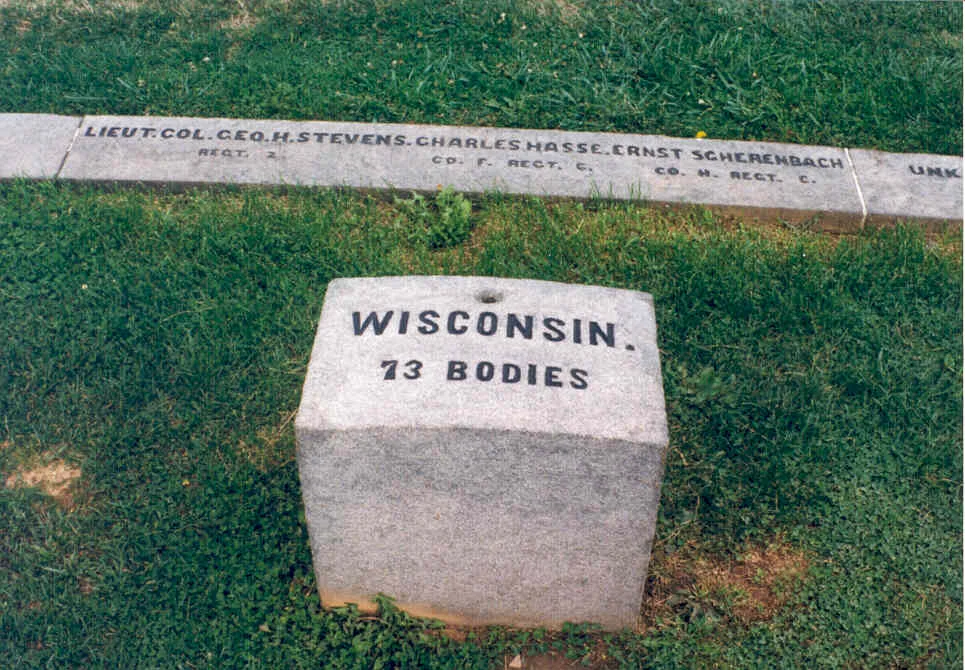 LIEUT. COL. GEO. H. STEVENS. CHARLES HASSE. ERNST SCHERENBACH
REGT. 2. CO. F. REGT. 6. CO. H. REGT. 6.
UNK
WISCONSIN.
73 BODIES